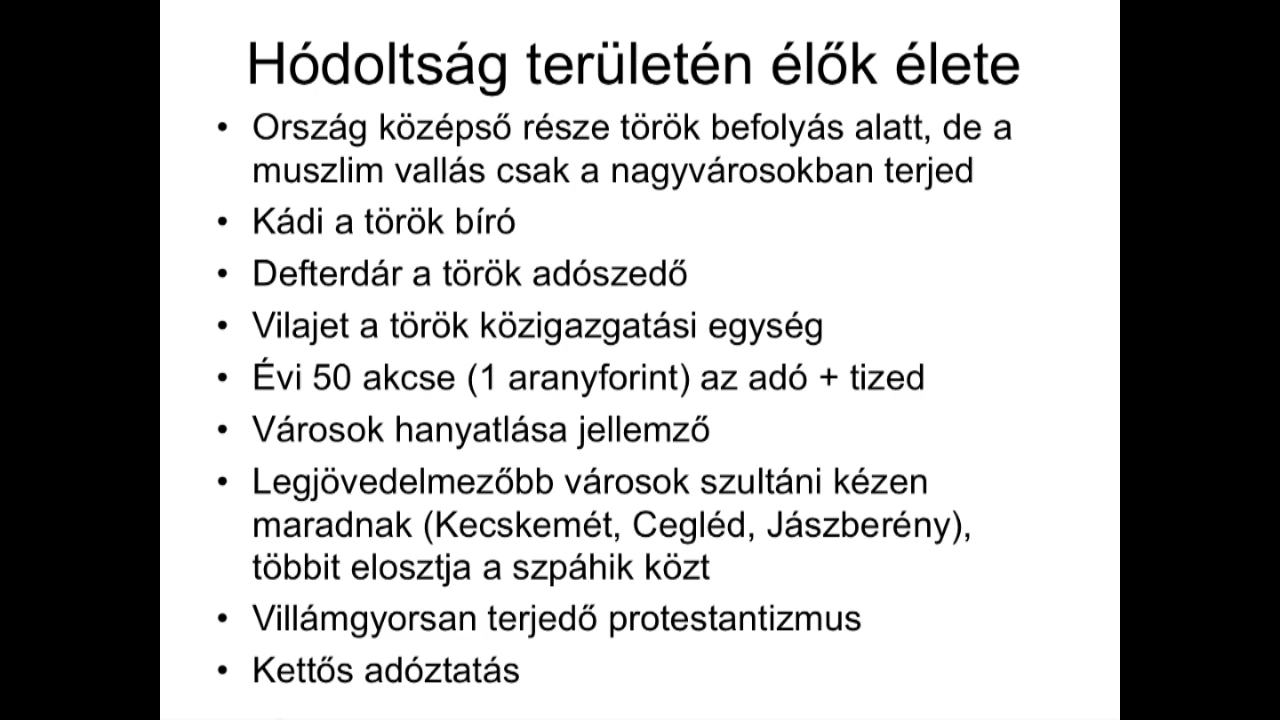 Hódoltság területén élők élete
• Ország középső része török befolyás alatt, de a
muszlim vallás csak a nagyvárosokban terjed
• Kádi a török bíró
• Defterdár a török adószedő
• Vilajet a török közigazgatási egység
• Évi 50 akcse (1 aranyforint) az adó + tized
• Városok hanyatlása jellemző
• Legjövedelmezőbb városok szultáni kézen
maradnak (Kecskemét, Cegléd, Jászberény),
többit elosztja a szpáhik közt
• Villámgyorsan terjedő protestantizmus
• Kettős adóztatás